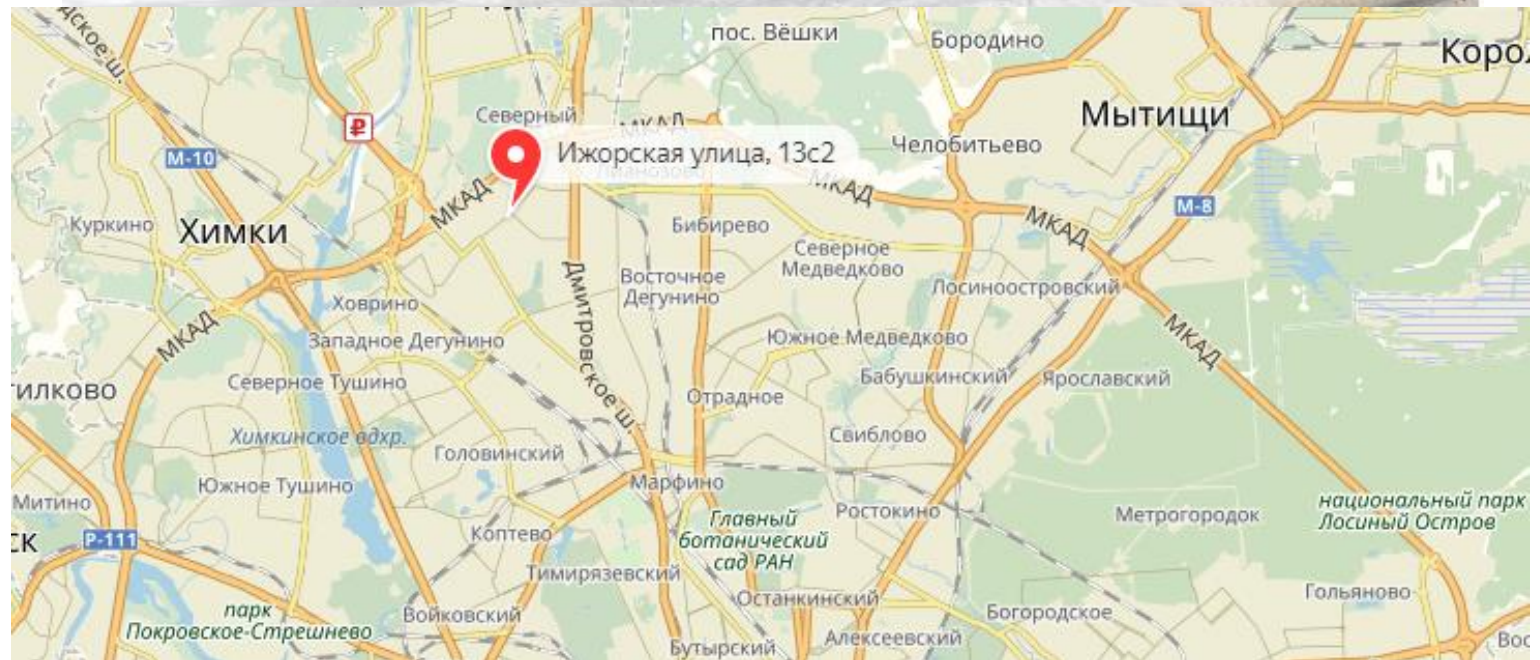 пос. Вёшки
Бородино
Мытищи
Северный
МКАД
Челобитьево
Ижорская улица, 13с2
Лианозово
М-10
МКАД
МКАД
М-8
Куркино
Химки
Бибирево
МКАД
Северное
Медведково
Восточное
Дегунино
Лосиноостровский
Ховрино
Дмитровское ш.
МКАД
Западное Дегунино
Южное Медведково
МКАД
Северное Тушино
Бабушкинский
Ярославский
Отрадное
Химкинское вдхр.
Свиблово
Головинский
Южное Тушино
Марфино
Митино
национальный парк
Лосиный Остров
Главный
ботанический
сад РАН
Ростокино
Метрогородок
Р-111
Коптево
Тимирязевский
Гольяново
Останкинский
парк
Покровское-Стрешнево
Войковский
Богородское
Бутырский
Алексеевский